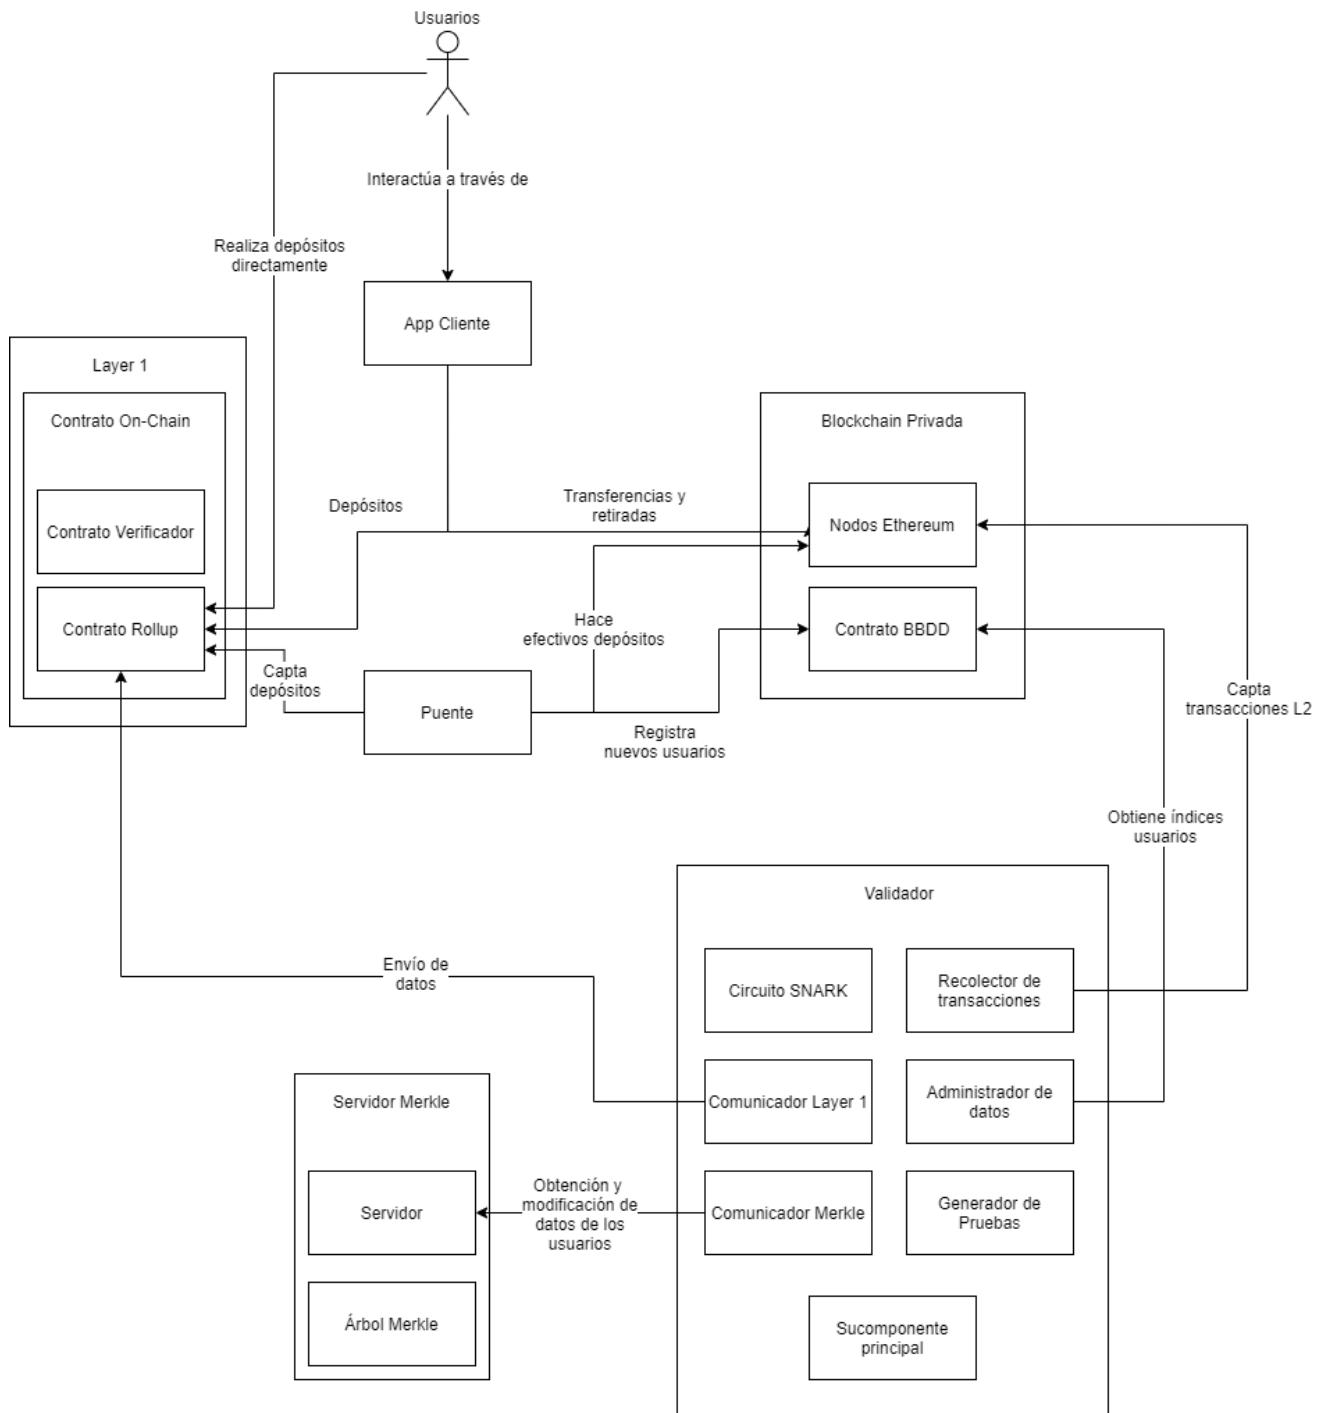 Usuarios
Interactúa a través de
Realiza depósitos
directamente
App Cliente
Layer 1
Contrato On-Chain
Blockchain Privada
Contrato Verificador
Depósitos
Transferencias y
retiradas
Nodos Ethereum
Contrato Rollup
Hace
efectivos depósitos
Contrato BBDD
Capta
depósitos
Puente
Registra
nuevos usuarios
Capta
transacciones L2
Obtiene índices
usuarios
Validador
Envío de
datos
Circuito SNARK
Recolector de
transacciones
Servidor Merkle
Comunicador Layer 1
Administrador de
datos
Servidor
Obtención y
modificación de
datos de los
usuarios
Comunicador Merkle
Generador de
Pruebas
Árbol Merkle
Sucomponente
principal